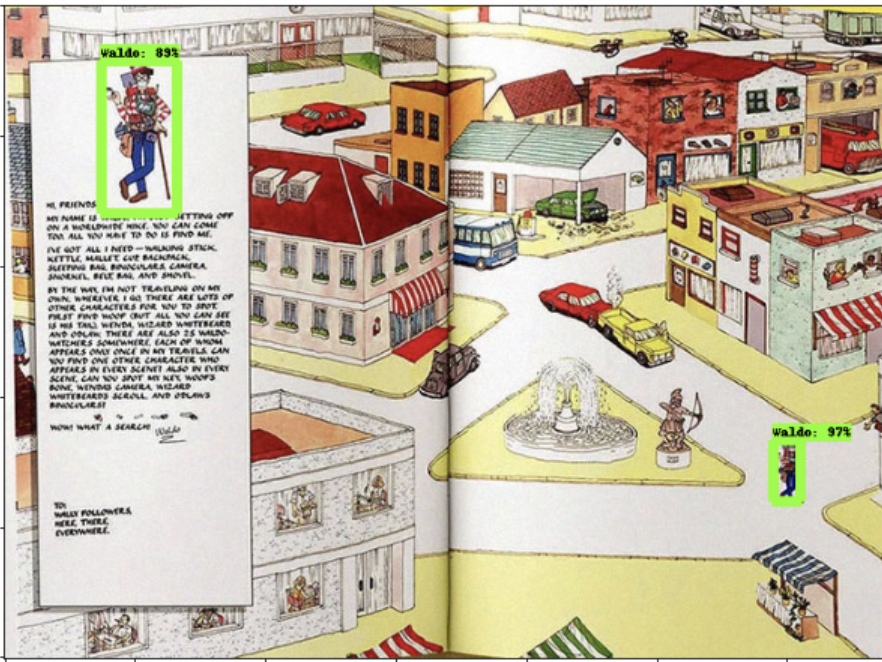 Waldo: 89%
HI, FRIENDS
MY NAME IS SETTING OFF
ON A WORLDWIDE HIKE. YOU CAN COME
TOO. ALL YOU HAVE TO DO IS FIND ME.
I'VE GOT ALL I NEED — WALKING STICK,
KETTLE, MALLET, CUP, BACKPACK,
SLEEPING BAG, BINOCULARS, CAMERA,
SNORKEL, BELT, BAG, AND SHOVEL.
BY THE WAY, I'M NOT TRAVELING ON MY
OWN. WHEREVER I GO, THERE ARE LOTS OF
OTHER CHARACTERS FOR YOU TO SPOT.
FIRST FIND WOOF (BUT ALL YOU CAN SEE
IS HIS TAIL), WENDA, WIZARD WHITEBEARD,
AND ODLAW. THERE ARE ALSO 25 WALDO-
WATCHERS SOMEWHERE, EACH OF WHOM
APPEARS ONLY ONCE IN MY TRAVELS. CAN
YOU FIND ONE OTHER CHARACTER WHO
APPEARS IN EVERY SCENE? ALSO IN EVERY
SCENE, CAN YOU SPOT MY KEY, WOOF'S
BONE, WENDA'S CAMERA, WIZARD
WHITEBEARD'S SCROLL, AND ODLAW'S
BINOCULARS?
WOW! WHAT A SEARCH!
Waldo
TO:
WALLY FOLLOWERS,
HERE, THERE,
EVERYWHERE.
Waldo: 97%